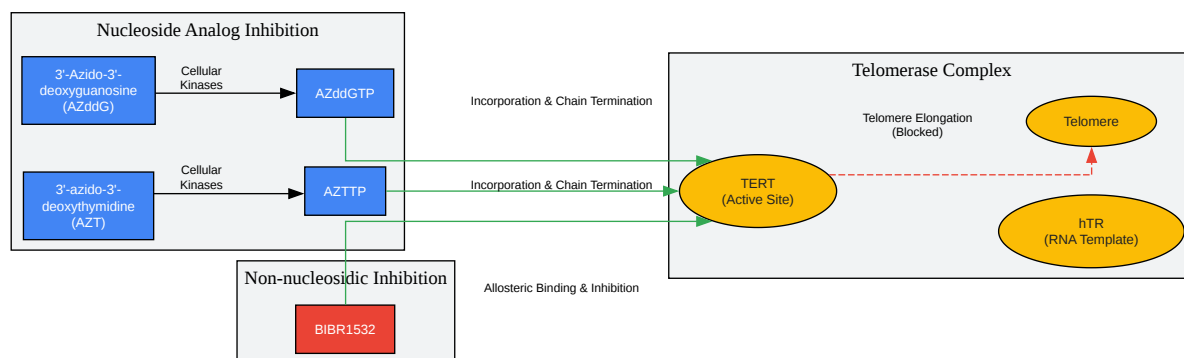 Nucleoside Analog Inhibition
3'-Azido-3'-
deoxyguanosine
(AZddG)
Cellular
Kinases
AZddGTP
3'-azido-3'-
deoxythymidine
(AZT)
Cellular
Kinases
AZTTP
Non-nucleosidic Inhibition
BIBR1532
Incorporation & Chain Termination
Incorporation & Chain Termination
Allosteric Binding & Inhibition
Telomerase Complex
TERT
(Active Site)
Telomere Elongation
(Blocked)
Telomere
hTR
(RNA Template)